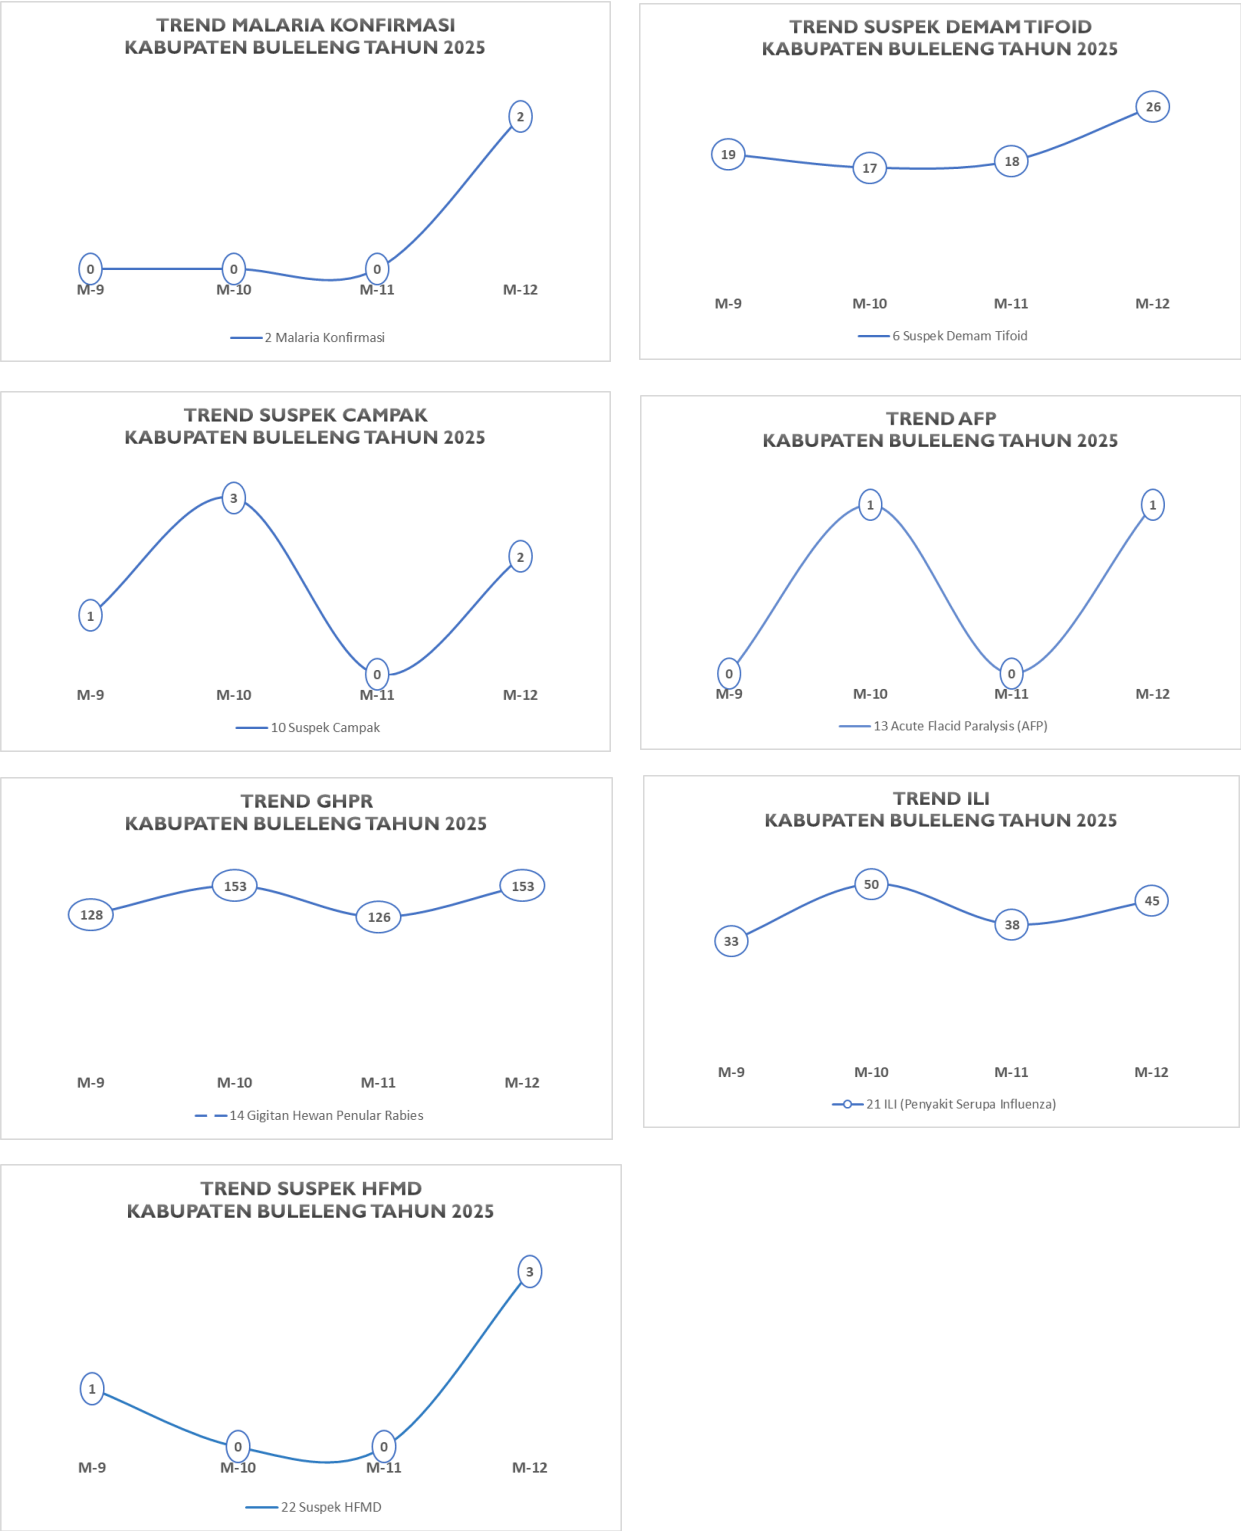 TREND MALARIA KONFIRMASI
KABUPATEN BULELENG TAHUN 2025
2
0
0
0
M-9
M-10
M-11
M-12
2 Malaria Konfirmasi
TREND SUSPEK DEMAM TIFOID
KABUPATEN BULELENG TAHUN 2025
19
17
18
26
M-9
M-10
M-11
M-12
6 Suspek Demam Tifoid
TREND SUSPEK CAMPAK
KABUPATEN BULELENG TAHUN 2025
1
3
0
2
M-9
M-10
M-11
M-12
10 Suspek Campak
TREND AFP
KABUPATEN BULELENG TAHUN 2025
0
1
0
1
M-9
M-10
M-11
M-12
13 Acute Flacid Paralysis (AFP)
TREND GHPR
KABUPATEN BULELENG TAHUN 2025
128
153
126
153
M-9
M-10
M-11
M-12
14 Gigitan Hewan Penular Rabies
TREND ILI
KABUPATEN BULELENG TAHUN 2025
33
50
38
45
M-9
M-10
M-11
M-12
21 ILI (Penyakit Serupa Influenza)
TREND SUSPEK HFMD
KABUPATEN BULELENG TAHUN 2025
1
0
0
3
M-9
M-10
M-11
M-12
22 Suspek HFMD